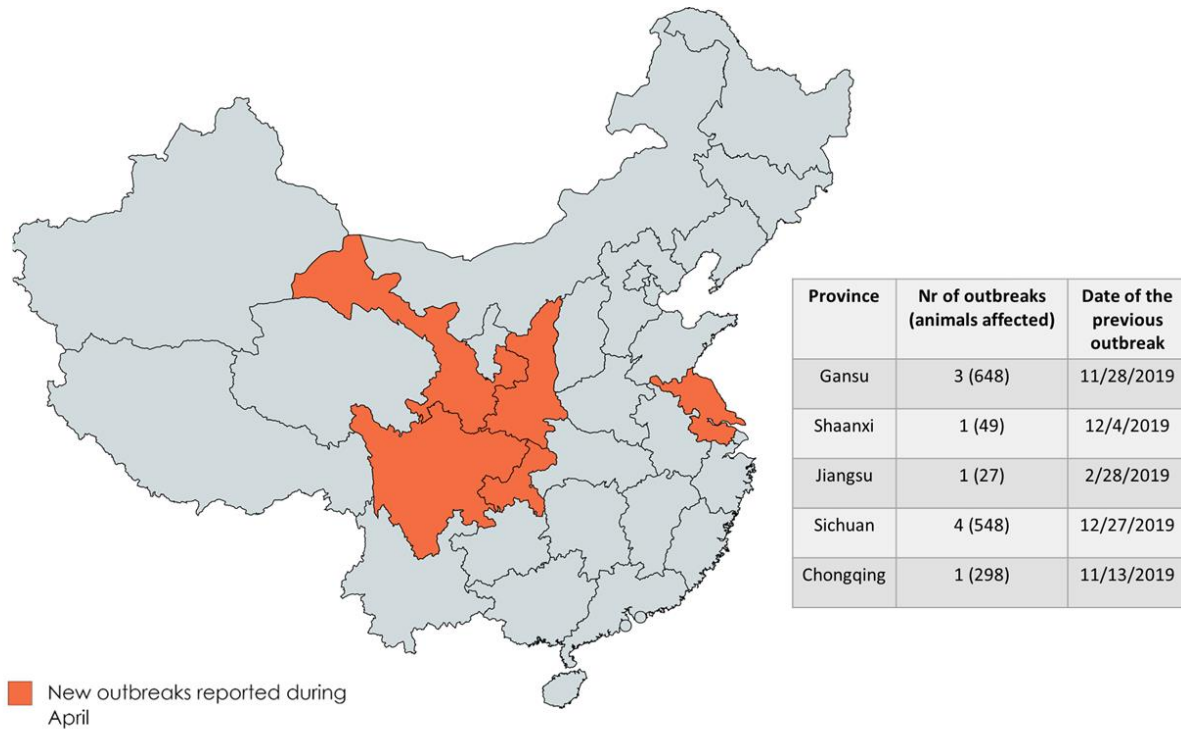 Province Nr of outbreaks Date of the
(animals affected) previous
outbreak
Gansu 3 (648) 11/28/2019
Shaanxi 1 (49) 12/4/2019
Jiangsu 1 (27) 2/28/2019
Sichuan 4 (548) 12/27/2019
Chongqing 1 (298) 11/13/2019
New outbreaks reported during
April